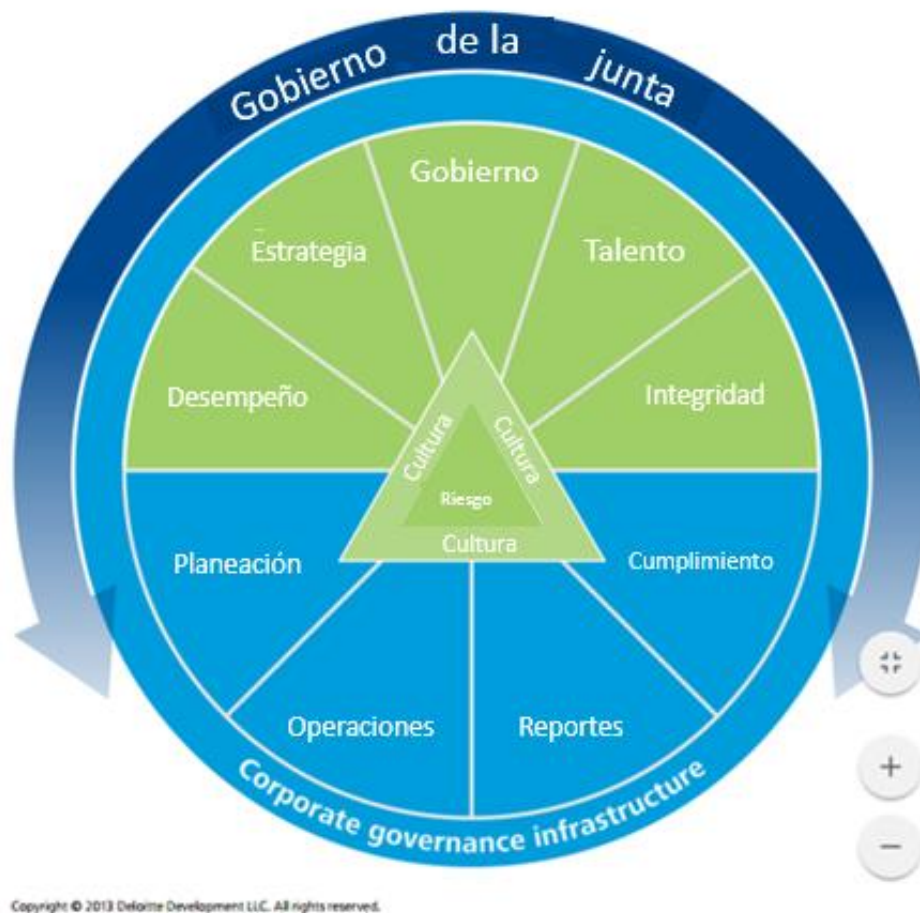 Gobierno de la junta
Gobierno
Estrategia
Talento
Desempeño
Integridad
Cultura
Cultura
Riesgo
Cultura
Planeación
Cumplimiento
Operaciones
Reportes
Corporate governance infrastructure
Copyright © 2013 Deloitte Development LLC. All rights reserved.